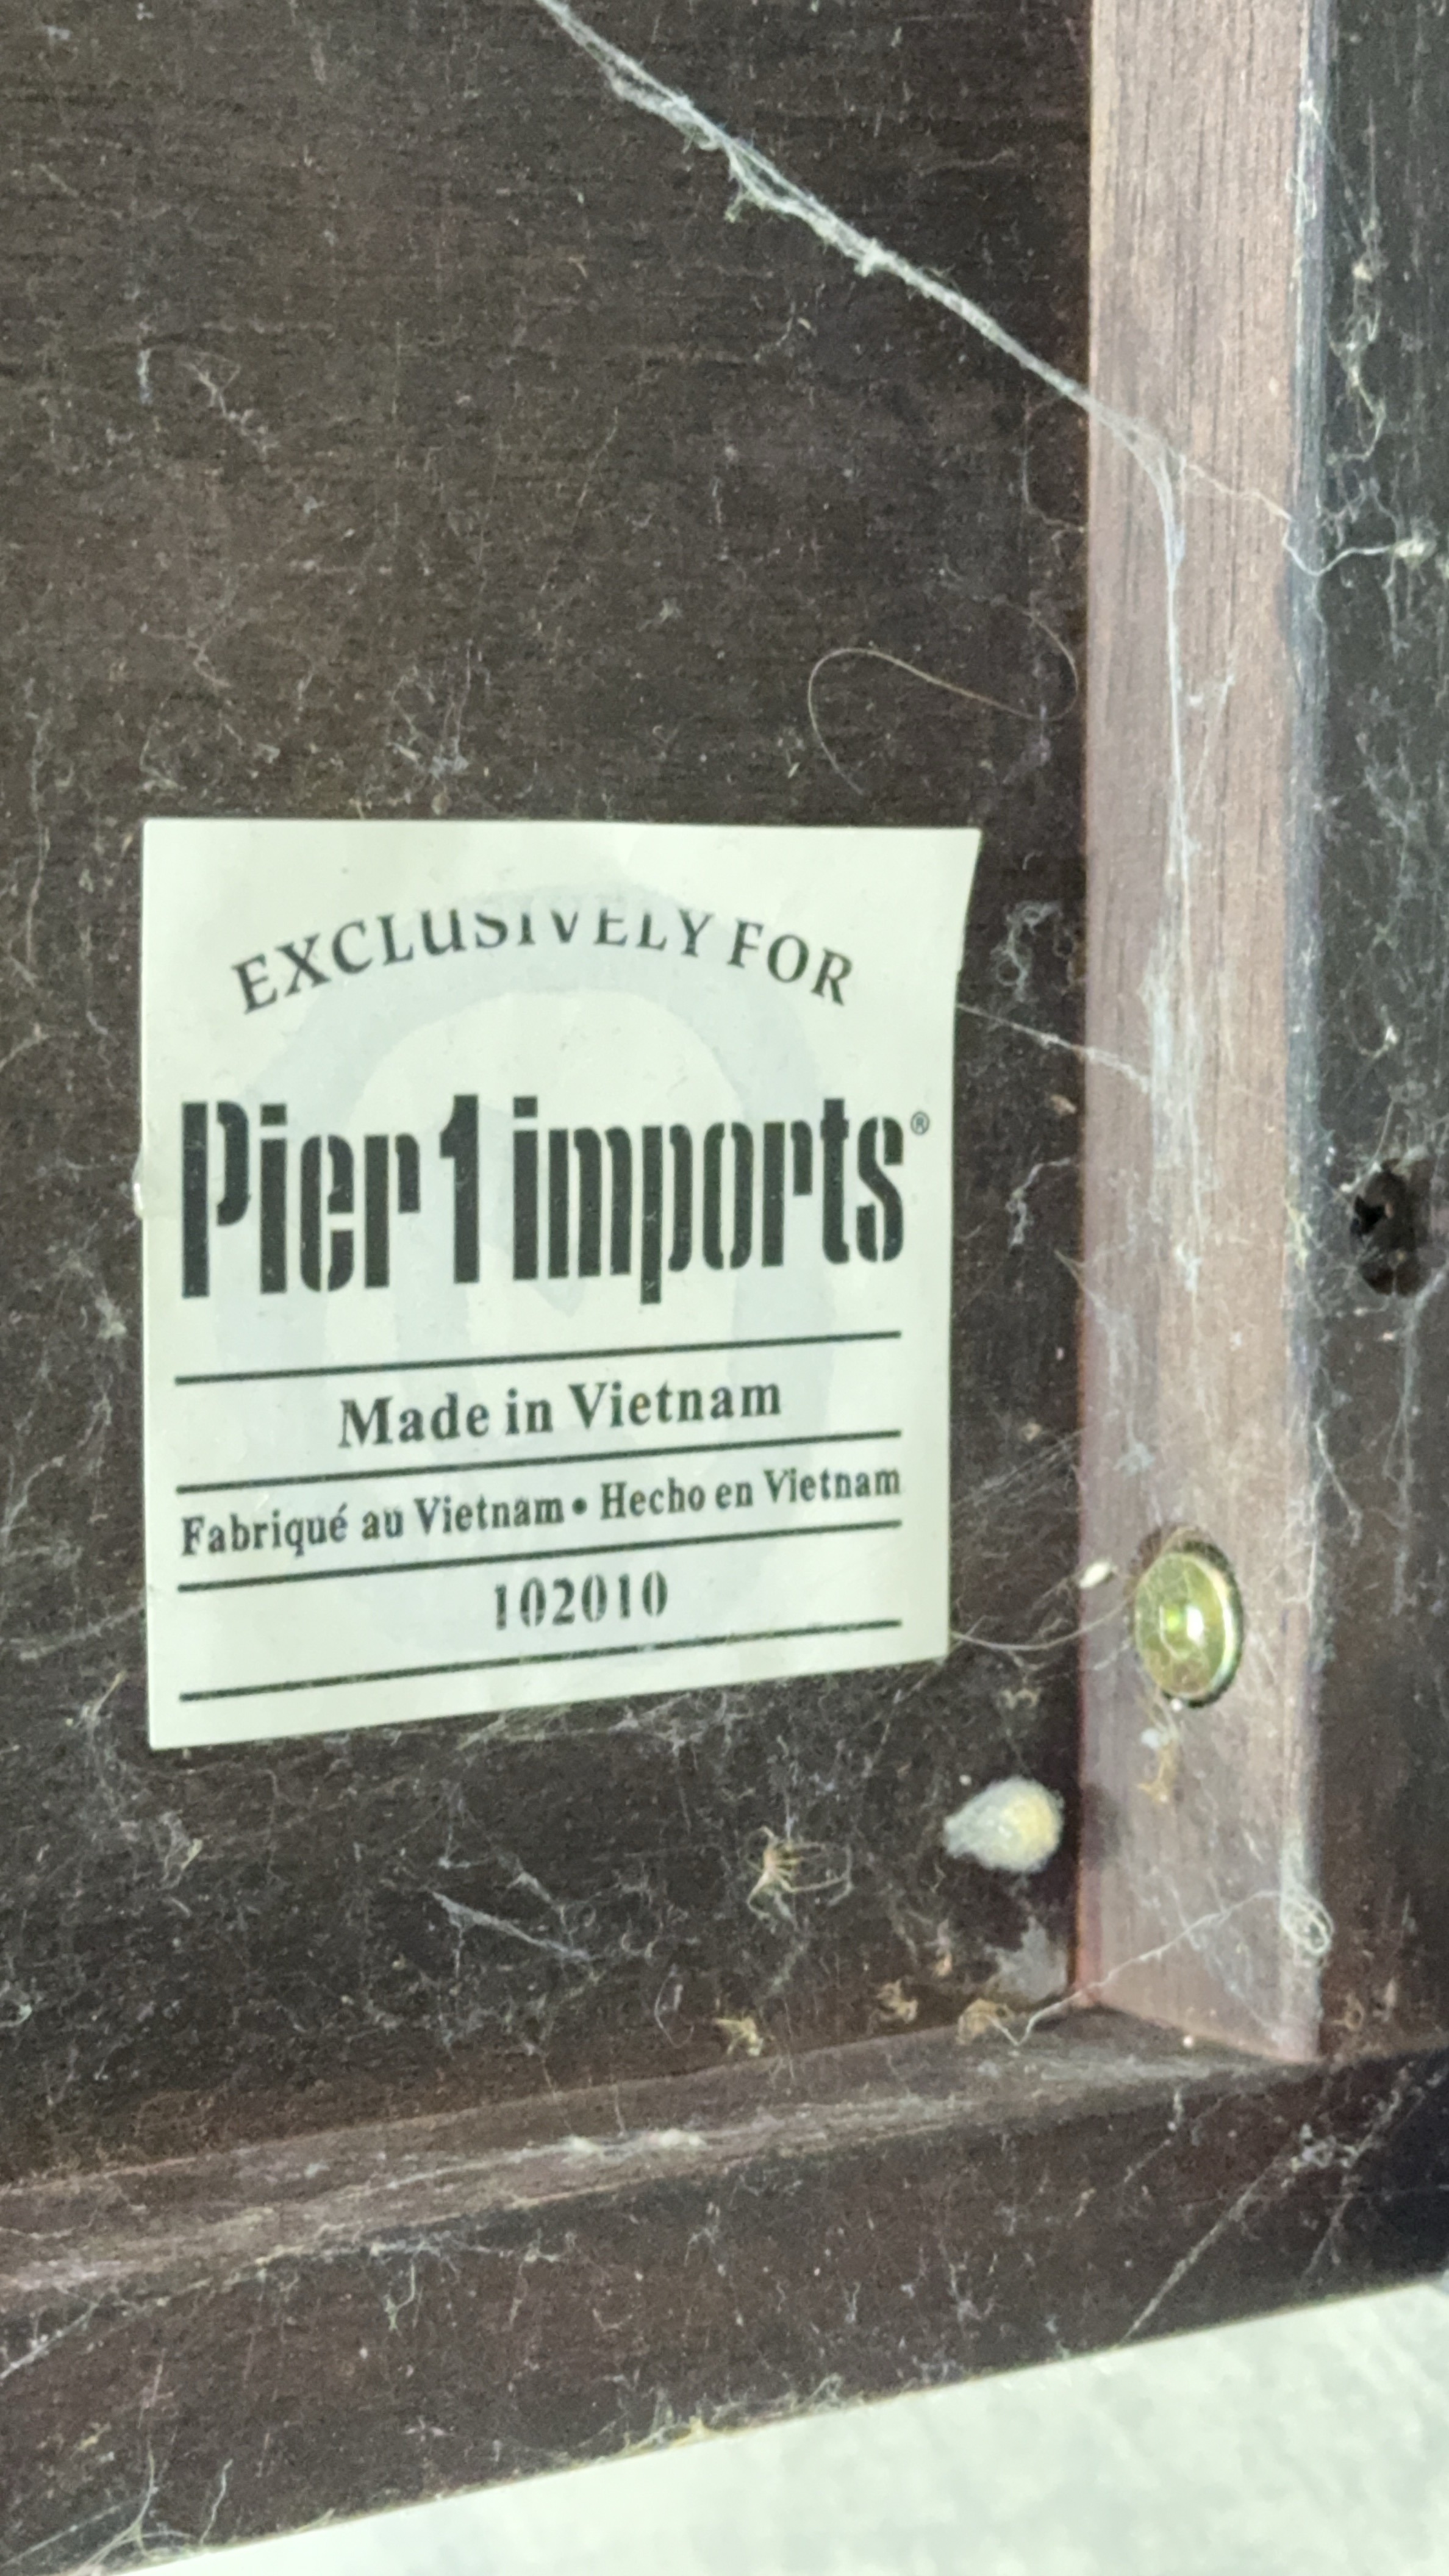 EXCLUSIVELY FOR
Pier 1 imports®
Made in Vietnam
Fabriqué au Vietnam • Hecho en Vietnam
102010